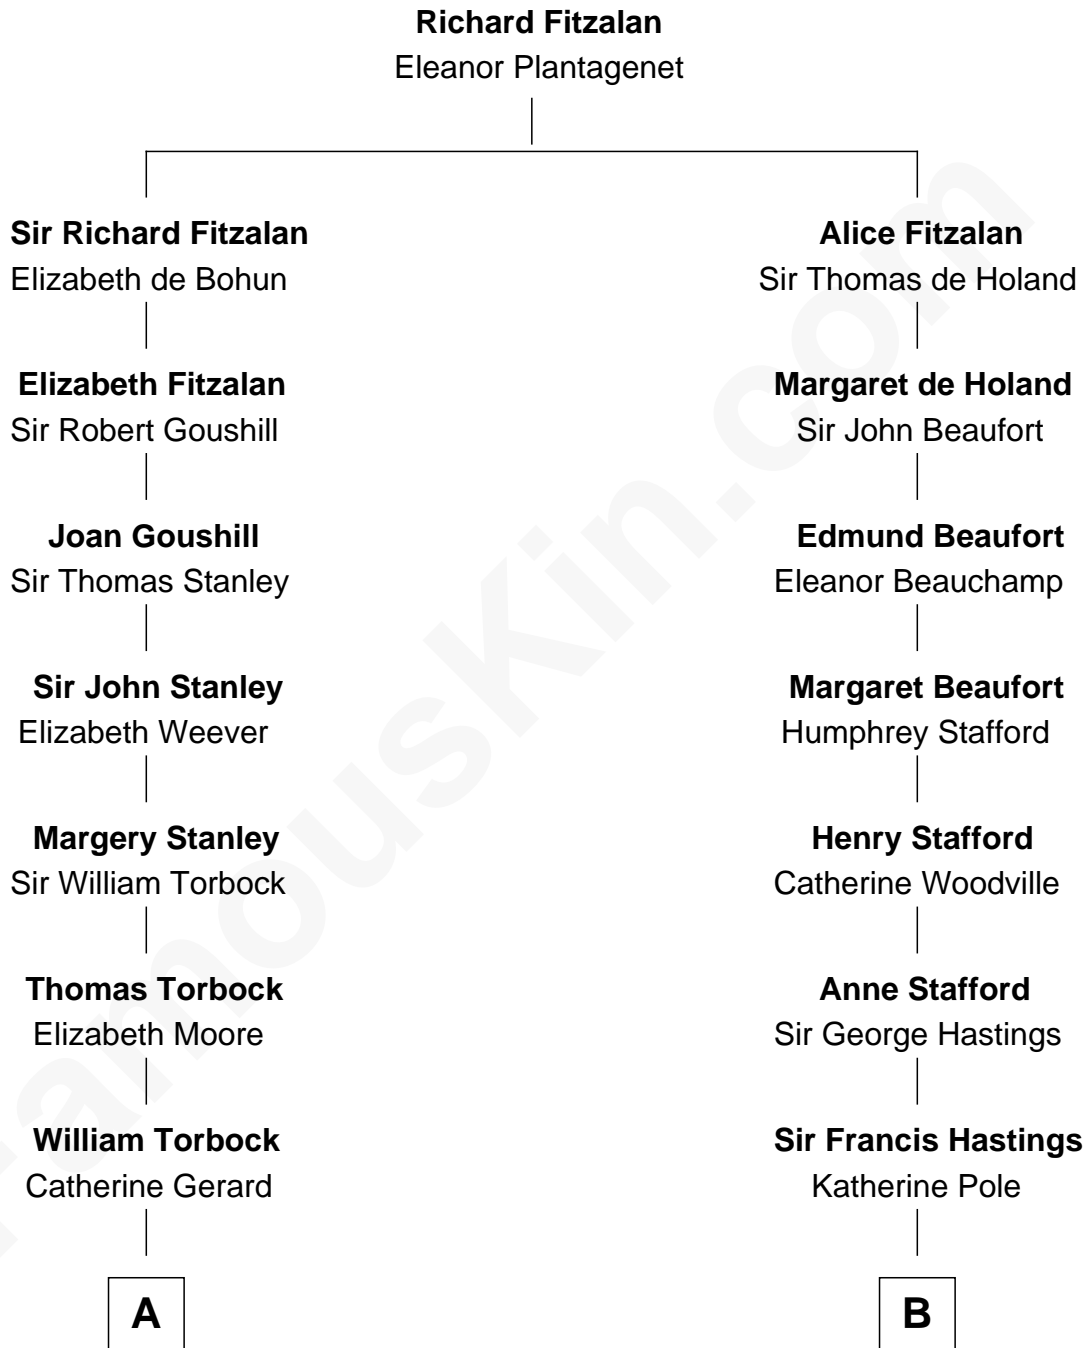 Richard Fitzalan
Eleanor Plantagenet
Sir Richard Fitzalan
Elizabeth de Bohun
Alice Fitzalan
Sir Thomas de Holand
Elizabeth Fitzalan
Sir Robert Goushill
Margaret de Holand
Sir John Beaufort
Joan Goushill
Sir Thomas Stanley
Edmund Beaufort
Eleanor Beauchamp
Sir John Stanley
Elizabeth Weever
Margaret Beaufort
Humphrey Stafford
Margery Stanley
Sir William Torbock
Henry Stafford
Catherine Woodville
Thomas Torbock
Elizabeth Moore
Anne Stafford
Sir George Hastings
William Torbock
Catherine Gerard
Sir Francis Hastings
Katherine Pole
A
B
FamousKin.com